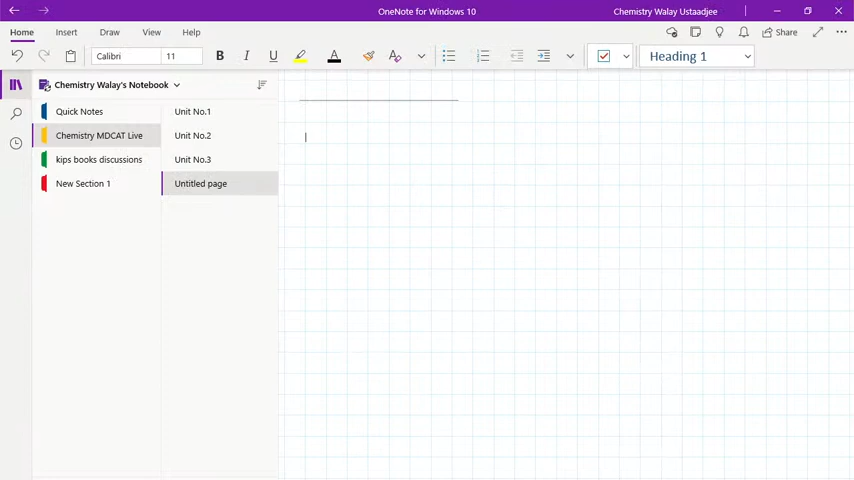 OneNote for Windows 10
Chemistry Walay Ustaadjee
Home Insert Draw View Help
Share
Calibri 11 B I U A A Heading 1
Chemistry Walay's Notebook
Quick Notes Unit No.1
Chemistry MDCAT Live Unit No.2
kips books discussions Unit No.3
New Section 1 Untitled page